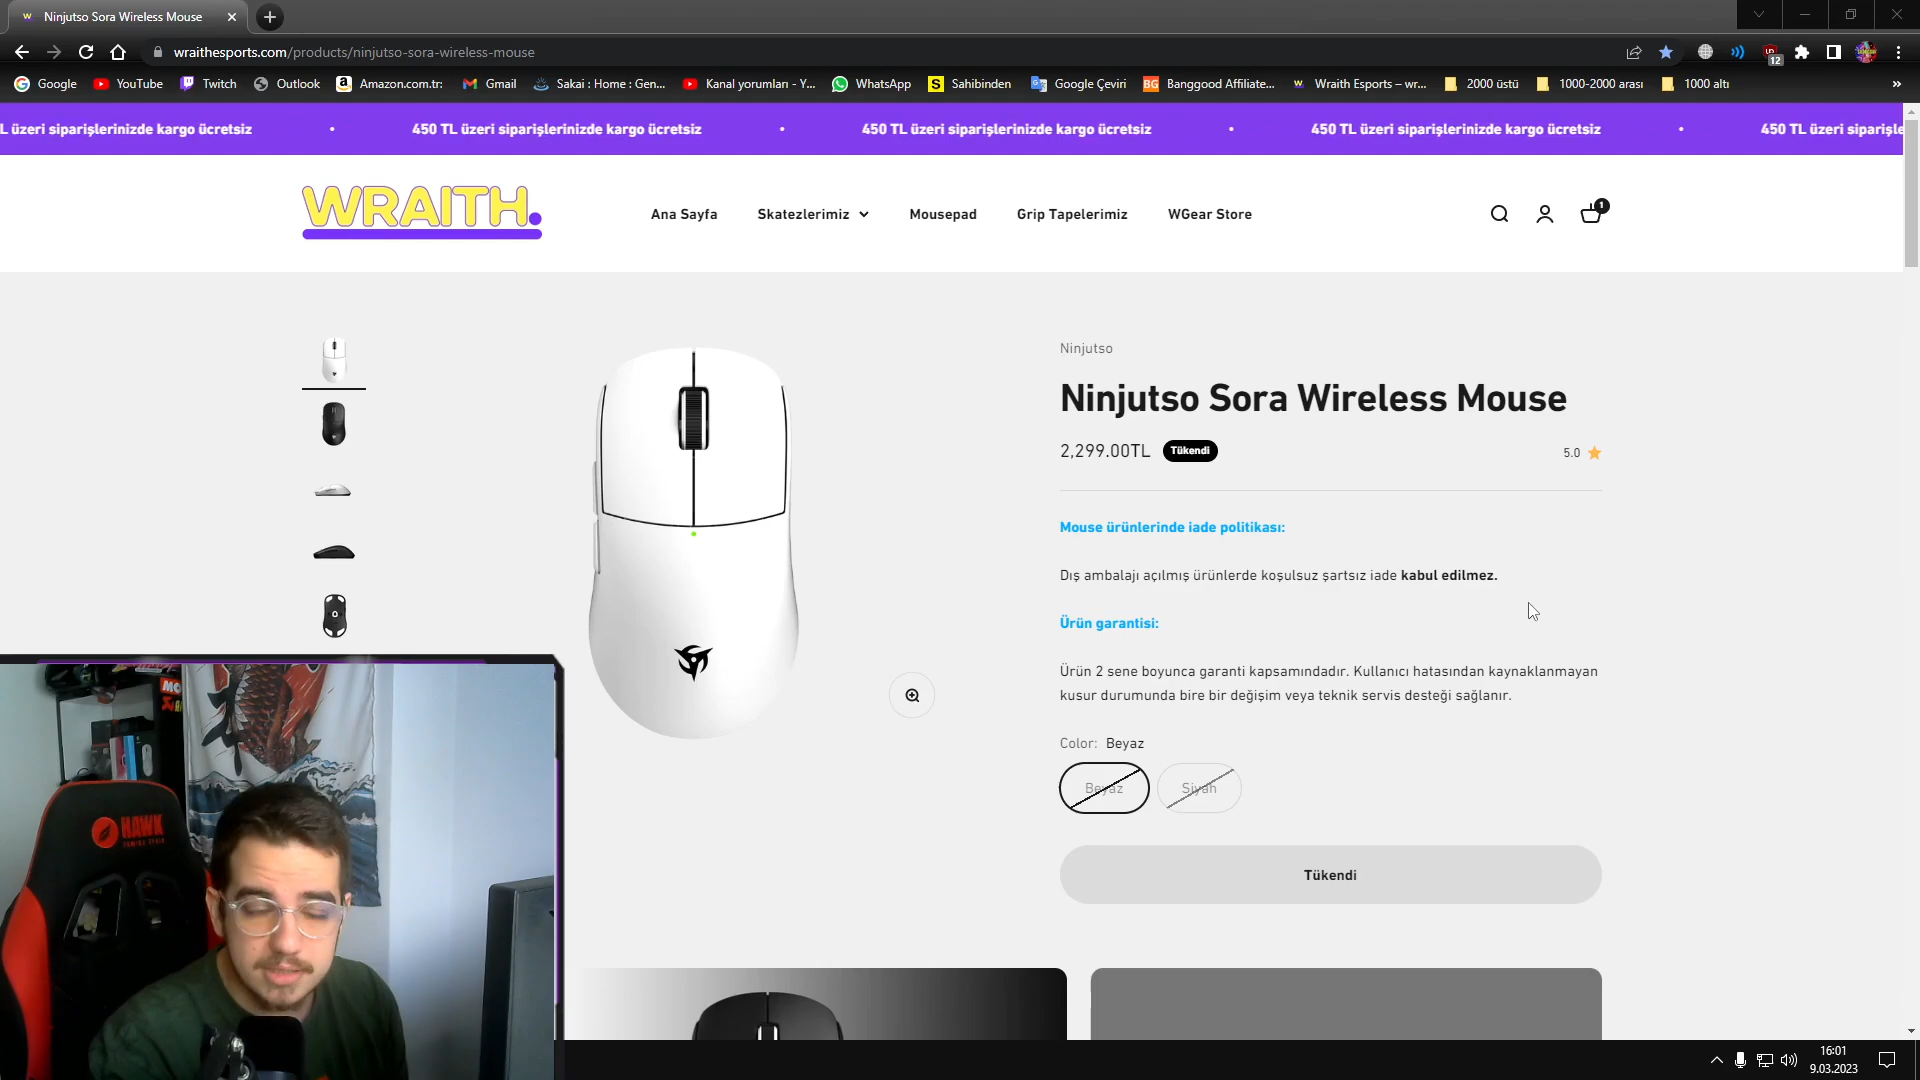 Ninjutso Sora Wireless Mouse
wraithesports.com/products/ninjutso-sora-wireless-mouse
12
Google
YouTube
Twitch
Outlook
Amazon.com.tr:
Gmail
Sakai : Home : Gen...
Kanal yorumları - Y...
WhatsApp
Sahibinden
Google Çeviri
Banggood Affiliate...
Wraith Esports – wr...
2000 üstü
1000-2000 arası
1000 altı
L üzeri siparişlerinizde kargo ücretsiz • 450 TL üzeri siparişlerinizde kargo ücretsiz • 450 TL üzeri siparişlerinizde kargo ücretsiz • 450 TL üzeri siparişlerinizde kargo ücretsiz • 450 TL üzeri siparişle
WRAITH.
Ana Sayfa
Skatezlerimiz
Mousepad
Grip Tapelerimiz
WGear Store
1
Ninjutso
Ninjutso Sora Wireless Mouse
2,299.00TL
Tükendi
5.0
Mouse ürünlerinde iade politikası:
Dış ambalajı açılmış ürünlerde koşulsuz şartsız iade kabul edilmez.
Ürün garantisi:
Ürün 2 sene boyunca garanti kapsamındadır. Kullanıcı hatasından kaynaklanmayan
kusur durumunda bire bir değişim veya teknik servis desteği sağlanır.
Color: Beyaz
Beyaz
Siyah
Tükendi
HAWK
16:01
9.03.2023